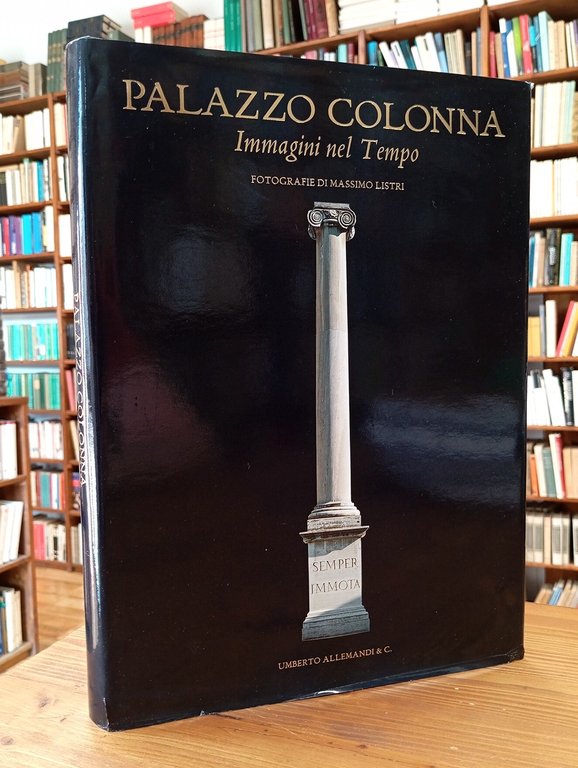 PALAZZO COLONNA
Immagini nel Tempo
FOTOGRAFIE DI MASSIMO LISTRI
SEMPER
IMMOTA
UMBERTO ALLEMANDI & C.
PALAZZO COLONNA